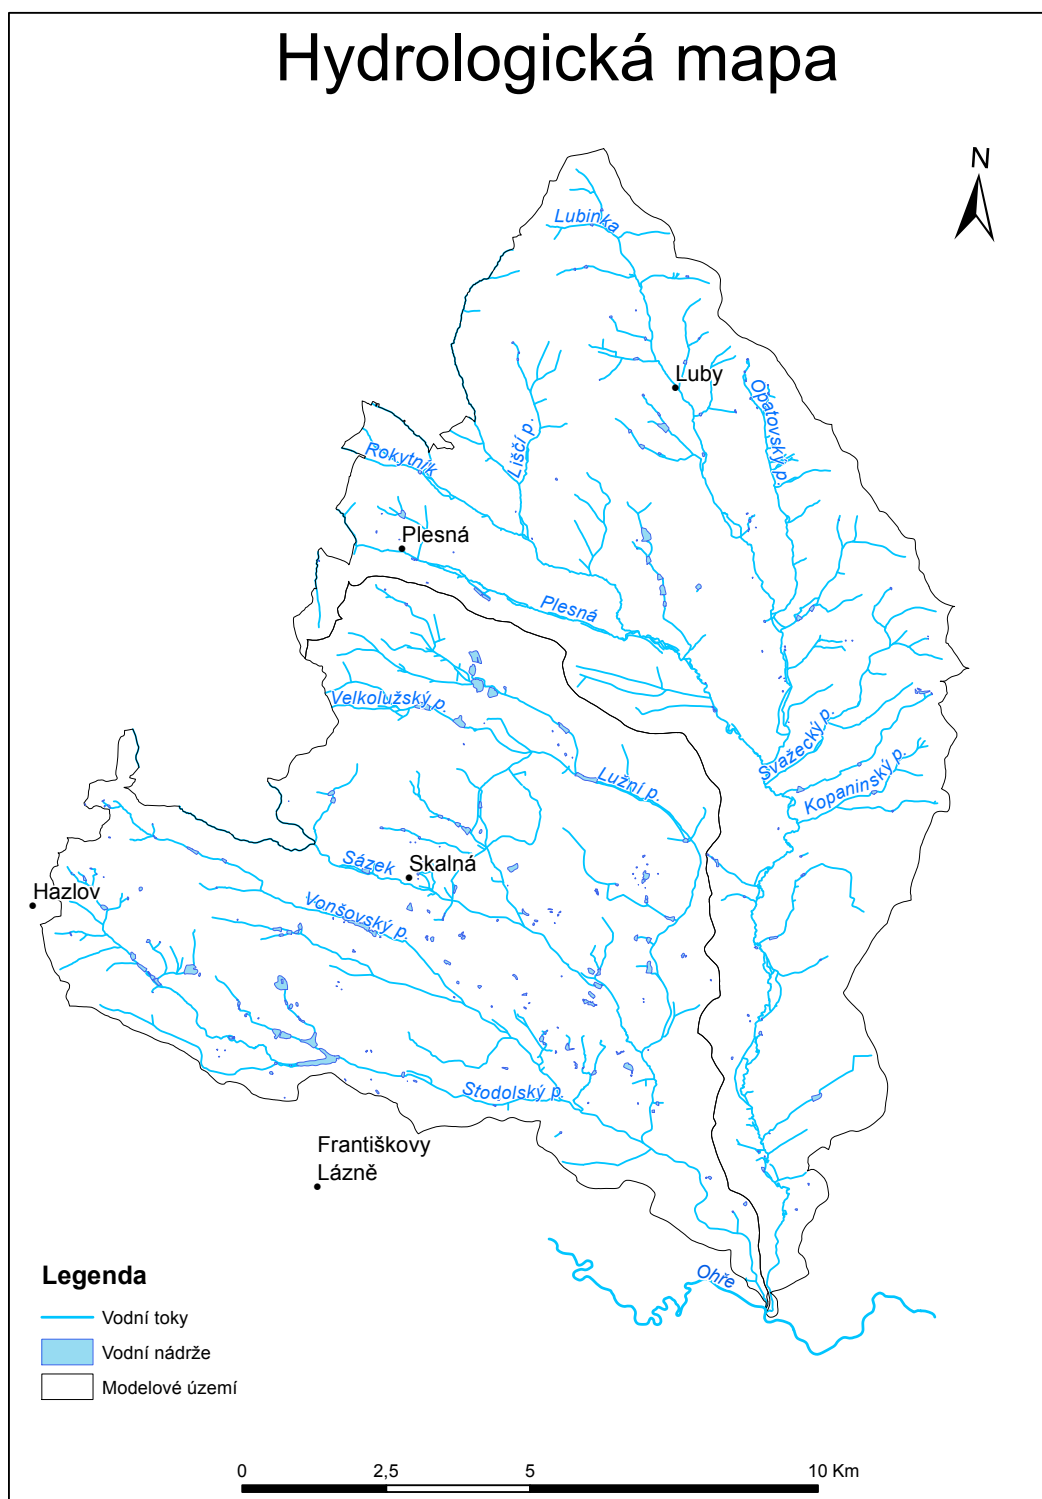 Hydrologická mapa
N
Lubinka
Luby
Opatovský p.
Liščí p.
Rokytník
Plesná
Plesná
Velkolužský p.
Svažecký p.
Lužní p.
Kopaninský p.
Sázek
Skalná
Hazlov
Vonšovský p.
Stodolský p.
Františkovy
Lázně
Ohře
Legenda
Vodní toky
Vodní nádrže
Modelové území
0 2,5 5 10 Km